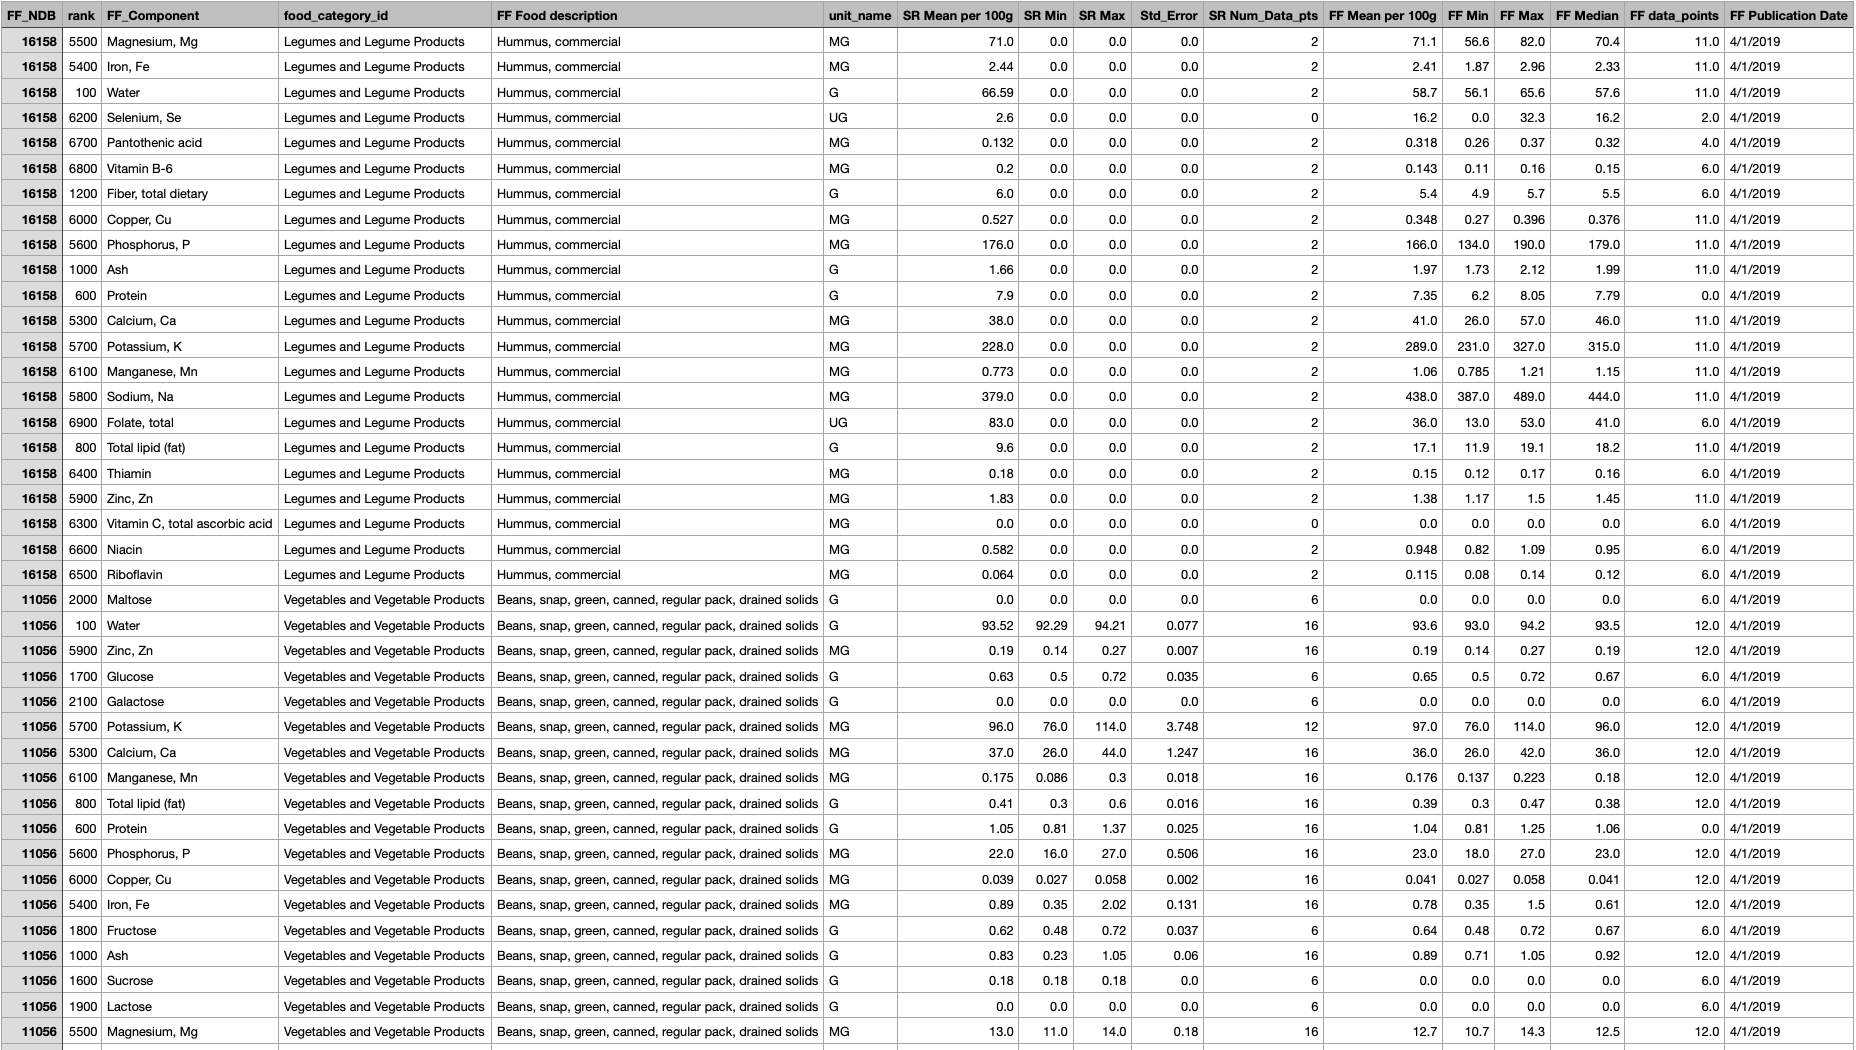 FF_NDB rank FF_Component food_category_id FF Food description unit_name SR Mean per 100g SR Min SR Max Std_Error SR Num_Data_pts FF Mean per 100g FF Min FF Max FF Median FF data_points FF Publication Date
16158 5500 Magnesium, Mg Legumes and Legume Products Hummus, commercial MG 71.0 0.0 0.0 0.0 2 71.1 56.6 82.0 70.4 11.0 4/1/2019
16158 5400 Iron, Fe Legumes and Legume Products Hummus, commercial MG 2.44 0.0 0.0 0.0 2 2.41 1.87 2.96 2.33 11.0 4/1/2019
16158 100 Water Legumes and Legume Products Hummus, commercial G 66.59 0.0 0.0 0.0 2 58.7 56.1 65.6 57.6 11.0 4/1/2019
16158 6200 Selenium, Se Legumes and Legume Products Hummus, commercial UG 2.6 0.0 0.0 0.0 0 16.2 0.0 32.3 16.2 2.0 4/1/2019
16158 6700 Pantothenic acid Legumes and Legume Products Hummus, commercial MG 0.132 0.0 0.0 0.0 2 0.318 0.26 0.37 0.32 4.0 4/1/2019
16158 6800 Vitamin B-6 Legumes and Legume Products Hummus, commercial MG 0.2 0.0 0.0 0.0 2 0.143 0.11 0.16 0.15 6.0 4/1/2019
16158 1200 Fiber, total dietary Legumes and Legume Products Hummus, commercial G 6.0 0.0 0.0 0.0 2 5.4 4.9 5.7 5.5 6.0 4/1/2019
16158 6000 Copper, Cu Legumes and Legume Products Hummus, commercial MG 0.527 0.0 0.0 0.0 2 0.348 0.27 0.396 0.376 11.0 4/1/2019
16158 5600 Phosphorus, P Legumes and Legume Products Hummus, commercial MG 176.0 0.0 0.0 0.0 2 166.0 134.0 190.0 179.0 11.0 4/1/2019
16158 1000 Ash Legumes and Legume Products Hummus, commercial G 1.66 0.0 0.0 0.0 2 1.97 1.73 2.12 1.99 11.0 4/1/2019
16158 600 Protein Legumes and Legume Products Hummus, commercial G 7.9 0.0 0.0 0.0 2 7.35 6.2 8.05 7.79 0.0 4/1/2019
16158 5300 Calcium, Ca Legumes and Legume Products Hummus, commercial MG 38.0 0.0 0.0 0.0 2 41.0 26.0 57.0 46.0 11.0 4/1/2019
16158 5700 Potassium, K Legumes and Legume Products Hummus, commercial MG 228.0 0.0 0.0 0.0 2 289.0 231.0 327.0 315.0 11.0 4/1/2019
16158 6100 Manganese, Mn Legumes and Legume Products Hummus, commercial MG 0.773 0.0 0.0 0.0 2 1.06 0.785 1.21 1.15 11.0 4/1/2019
16158 5800 Sodium, Na Legumes and Legume Products Hummus, commercial MG 379.0 0.0 0.0 0.0 2 438.0 387.0 489.0 444.0 11.0 4/1/2019
16158 6900 Folate, total Legumes and Legume Products Hummus, commercial UG 83.0 0.0 0.0 0.0 2 36.0 13.0 53.0 41.0 6.0 4/1/2019
16158 800 Total lipid (fat) Legumes and Legume Products Hummus, commercial G 9.6 0.0 0.0 0.0 2 17.1 11.9 19.1 18.2 11.0 4/1/2019
16158 6400 Thiamin Legumes and Legume Products Hummus, commercial MG 0.18 0.0 0.0 0.0 2 0.15 0.12 0.17 0.16 6.0 4/1/2019
16158 5900 Zinc, Zn Legumes and Legume Products Hummus, commercial MG 1.83 0.0 0.0 0.0 2 1.38 1.17 1.5 1.45 11.0 4/1/2019
16158 6300 Vitamin C, total ascorbic acid Legumes and Legume Products Hummus, commercial MG 0.0 0.0 0.0 0.0 0 0.0 0.0 0.0 0.0 6.0 4/1/2019
16158 6600 Niacin Legumes and Legume Products Hummus, commercial MG 0.582 0.0 0.0 0.0 2 0.948 0.82 1.09 0.95 6.0 4/1/2019
16158 6500 Riboflavin Legumes and Legume Products Hummus, commercial MG 0.064 0.0 0.0 0.0 2 0.115 0.08 0.14 0.12 6.0 4/1/2019
11056 2000 Maltose Vegetables and Vegetable Products Beans, snap, green, canned, regular pack, drained solids G 0.0 0.0 0.0 0.0 6 0.0 0.0 0.0 0.0 6.0 4/1/2019
11056 100 Water Vegetables and Vegetable Products Beans, snap, green, canned, regular pack, drained solids G 93.52 92.29 94.21 0.077 16 93.6 93.0 94.2 93.5 12.0 4/1/2019
11056 5900 Zinc, Zn Vegetables and Vegetable Products Beans, snap, green, canned, regular pack, drained solids MG 0.19 0.14 0.27 0.007 16 0.19 0.14 0.27 0.19 12.0 4/1/2019
11056 1700 Glucose Vegetables and Vegetable Products Beans, snap, green, canned, regular pack, drained solids G 0.63 0.5 0.72 0.035 6 0.65 0.5 0.72 0.67 6.0 4/1/2019
11056 2100 Galactose Vegetables and Vegetable Products Beans, snap, green, canned, regular pack, drained solids G 0.0 0.0 0.0 0.0 6 0.0 0.0 0.0 0.0 6.0 4/1/2019
11056 5700 Potassium, K Vegetables and Vegetable Products Beans, snap, green, canned, regular pack, drained solids MG 96.0 76.0 114.0 3.748 12 97.0 76.0 114.0 96.0 12.0 4/1/2019
11056 5300 Calcium, Ca Vegetables and Vegetable Products Beans, snap, green, canned, regular pack, drained solids MG 37.0 26.0 44.0 1.247 16 36.0 26.0 42.0 36.0 12.0 4/1/2019
11056 6100 Manganese, Mn Vegetables and Vegetable Products Beans, snap, green, canned, regular pack, drained solids MG 0.175 0.086 0.3 0.018 16 0.176 0.137 0.223 0.18 12.0 4/1/2019
11056 800 Total lipid (fat) Vegetables and Vegetable Products Beans, snap, green, canned, regular pack, drained solids G 0.41 0.3 0.6 0.016 16 0.39 0.3 0.47 0.38 12.0 4/1/2019
11056 600 Protein Vegetables and Vegetable Products Beans, snap, green, canned, regular pack, drained solids G 1.05 0.81 1.37 0.025 16 1.04 0.81 1.25 1.06 0.0 4/1/2019
11056 5600 Phosphorus, P Vegetables and Vegetable Products Beans, snap, green, canned, regular pack, drained solids MG 22.0 16.0 27.0 0.506 16 23.0 18.0 27.0 23.0 12.0 4/1/2019
11056 6000 Copper, Cu Vegetables and Vegetable Products Beans, snap, green, canned, regular pack, drained solids MG 0.039 0.027 0.058 0.002 16 0.041 0.027 0.058 0.041 12.0 4/1/2019
11056 5400 Iron, Fe Vegetables and Vegetable Products Beans, snap, green, canned, regular pack, drained solids MG 0.89 0.35 2.02 0.131 16 0.78 0.35 1.5 0.61 12.0 4/1/2019
11056 1800 Fructose Vegetables and Vegetable Products Beans, snap, green, canned, regular pack, drained solids G 0.62 0.48 0.72 0.037 6 0.64 0.48 0.72 0.67 6.0 4/1/2019
11056 1000 Ash Vegetables and Vegetable Products Beans, snap, green, canned, regular pack, drained solids G 0.83 0.23 1.05 0.06 16 0.89 0.71 1.05 0.92 12.0 4/1/2019
11056 1600 Sucrose Vegetables and Vegetable Products Beans, snap, green, canned, regular pack, drained solids G 0.18 0.18 0.18 0.0 6 0.0 0.0 0.0 0.0 6.0 4/1/2019
11056 1900 Lactose Vegetables and Vegetable Products Beans, snap, green, canned, regular pack, drained solids G 0.0 0.0 0.0 0.0 6 0.0 0.0 0.0 0.0 6.0 4/1/2019
11056 5500 Magnesium, Mg Vegetables and Vegetable Products Beans, snap, green, canned, regular pack, drained solids MG 13.0 11.0 14.0 0.18 16 12.7 10.7 14.3 12.5 12.0 4/1/2019